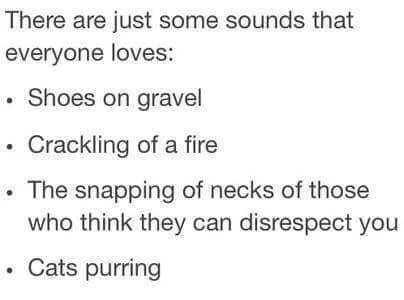 There are just some sounds that
everyone loves:
• Shoes on gravel
• Crackling of a fire
• The snapping of necks of those
who think they can disrespect you
• Cats purring